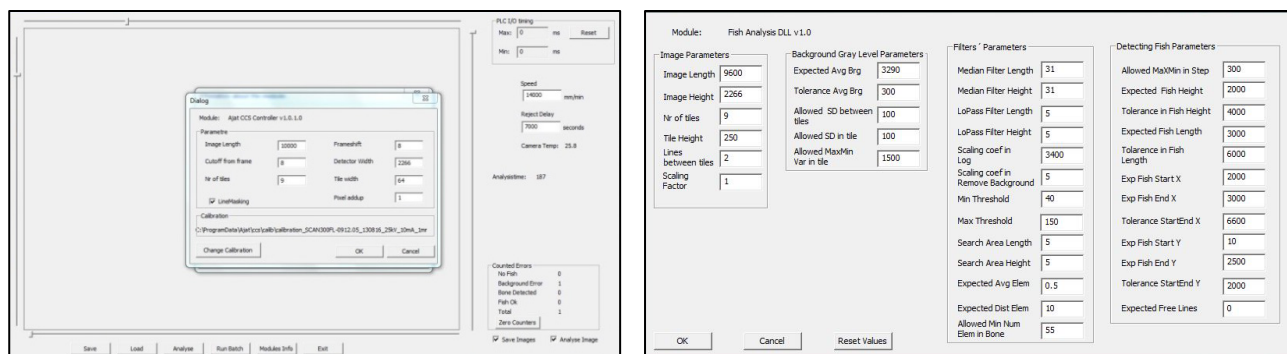 PLC I/O timing
Max: 0 ms Reset
Min: 0 ms
Speed
14000 mm/min
Reject Delay
7000 seconds
Camera Temp: 25.8
Analysistime: 187
Dialog
Module: Ajat CCS Controller v1.0.1.0
Parametre
Image Length 10000 Frameshift 8
Cutoff from frame 8 Detector Width 2266
Nr of tiles 9 Tile width 64
LineMasking Pixel addup 1
Calibration
C:\ProgramData\Ajat\ccs\calib\calibration_SCAN300FL-0912.05_130816_25kV_10mA_1mr
Change Calibration OK Cancel
Counted Errors
No Fish 0
Background Error 1
Bone Detected 0
Fish Ok 0
Total 1
Zero Counters
Save Images Analyse Image
Save Load Analyse Run Batch Modules Info Exit
Module: Fish Analysis DLL v1.0
Image Parameters
Image Length 9600
Image Height 2266
Nr of tiles 9
Tile Height 250
Lines
between tiles 2
Scaling
Factor 1
Background Gray Level Parameters
Expected Avg Brg 3290
Tolerance Avg Brg 300
Allowed SD between
tiles 100
Allowed SD in tile 100
Allowed MaxMin
Var in tile 1500
Filters´ Parameters
Median Filter Length 31
Median Filter Height 31
LoPass Filter Length 5
LoPass Filter Height 5
Scaling coef in
Log 3400
Scaling coef in
Remove Background 5
Min Threshold 40
Max Threshold 150
Search Area Length 5
Search Area Height 5
Expected Avg Elem 0.5
Expected Dist Elem 10
Allowed Min Num
Elem in Bone 55
Detecting Fish Parameters
Allowed MaXMin in Step 300
Expected Fish Height 2000
Tolerance in Fish Height 4000
Expected Fish Length 3000
Tolarence in Fish
Length 6000
Exp Fish Start X 2000
Exp Fish End X 3000
Tolerance StartEnd X 6600
Exp Fish Start Y 10
Exp Fish End Y 2500
Tolerance StartEnd Y 2000
Expected Free Lines 0
OK Cancel Reset Values